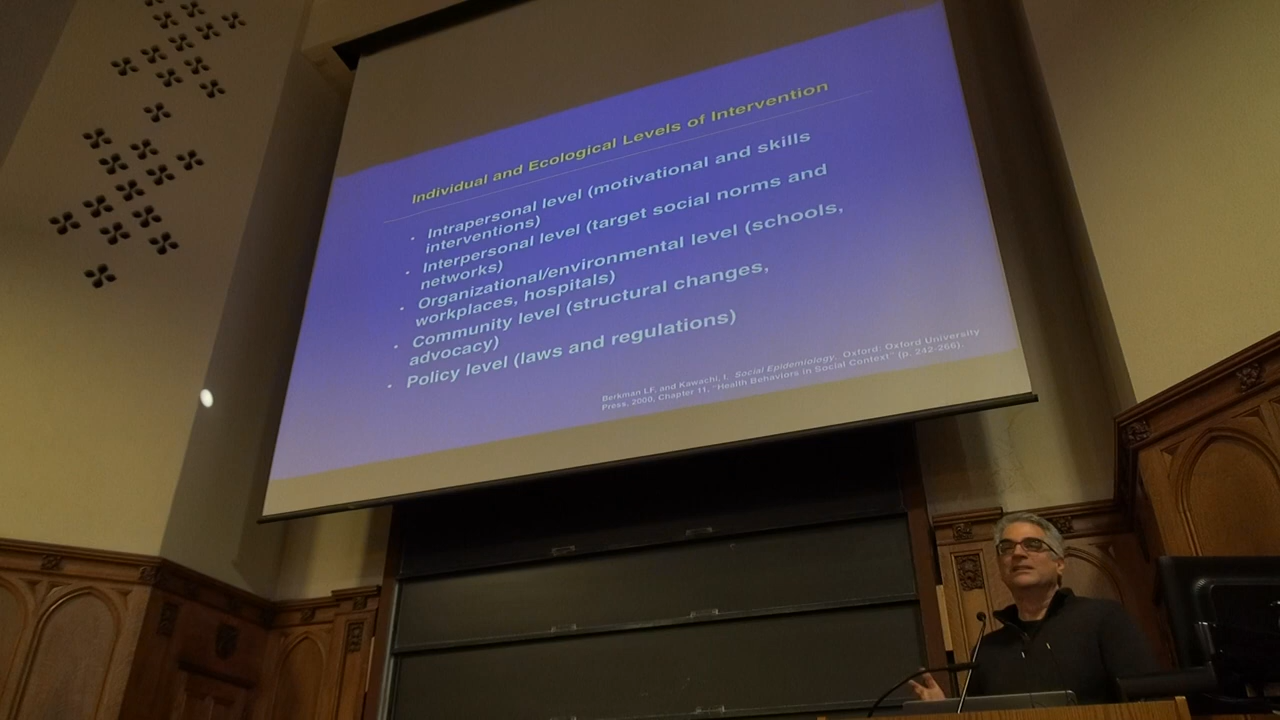 Individual and Ecological Levels of Intervention
• Intrapersonal level (motivational and skills
interventions)
• Interpersonal level (target social norms and
networks)
• Organizational/environmental level (schools,
workplaces, hospitals)
• Community level (structural changes,
advocacy)
• Policy level (laws and regulations)
Berkman LF, and Kawachi, I. Social Epidemiology. Oxford: Oxford University
Press, 2000, Chapter 11, "Health Behaviors in Social Context" (p. 242-266).